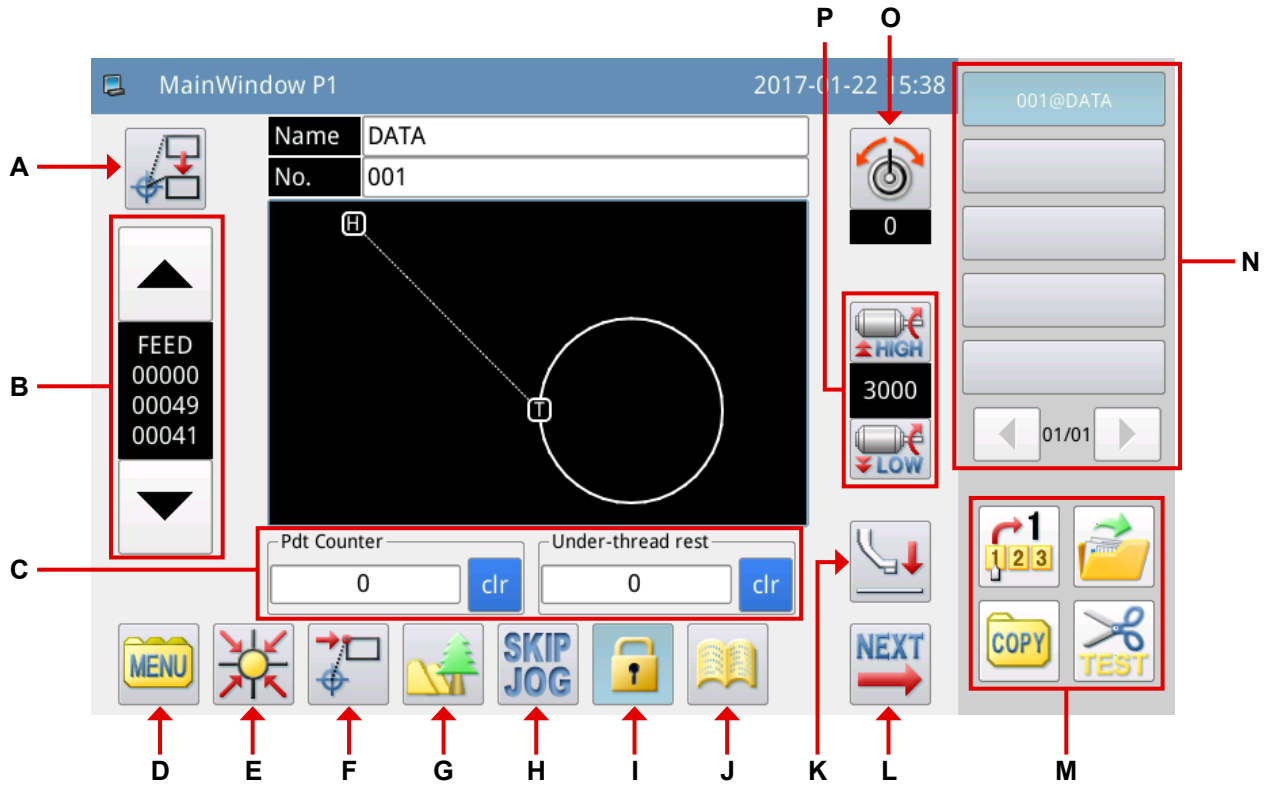 P O
MainWindow P1 2017-01-22 15:38
001@DATA
Name DATA
A
No. 001
H
0
N
HIGH
FEED
00000
B
3000
00049
T
00041
01/01
LOW
Pdt Counter Under-thread rest
1
1 2 3
C
0 clr 0 clr
K
MENU SKIP JOG NEXT COPY TEST
D E F G H I J K L M